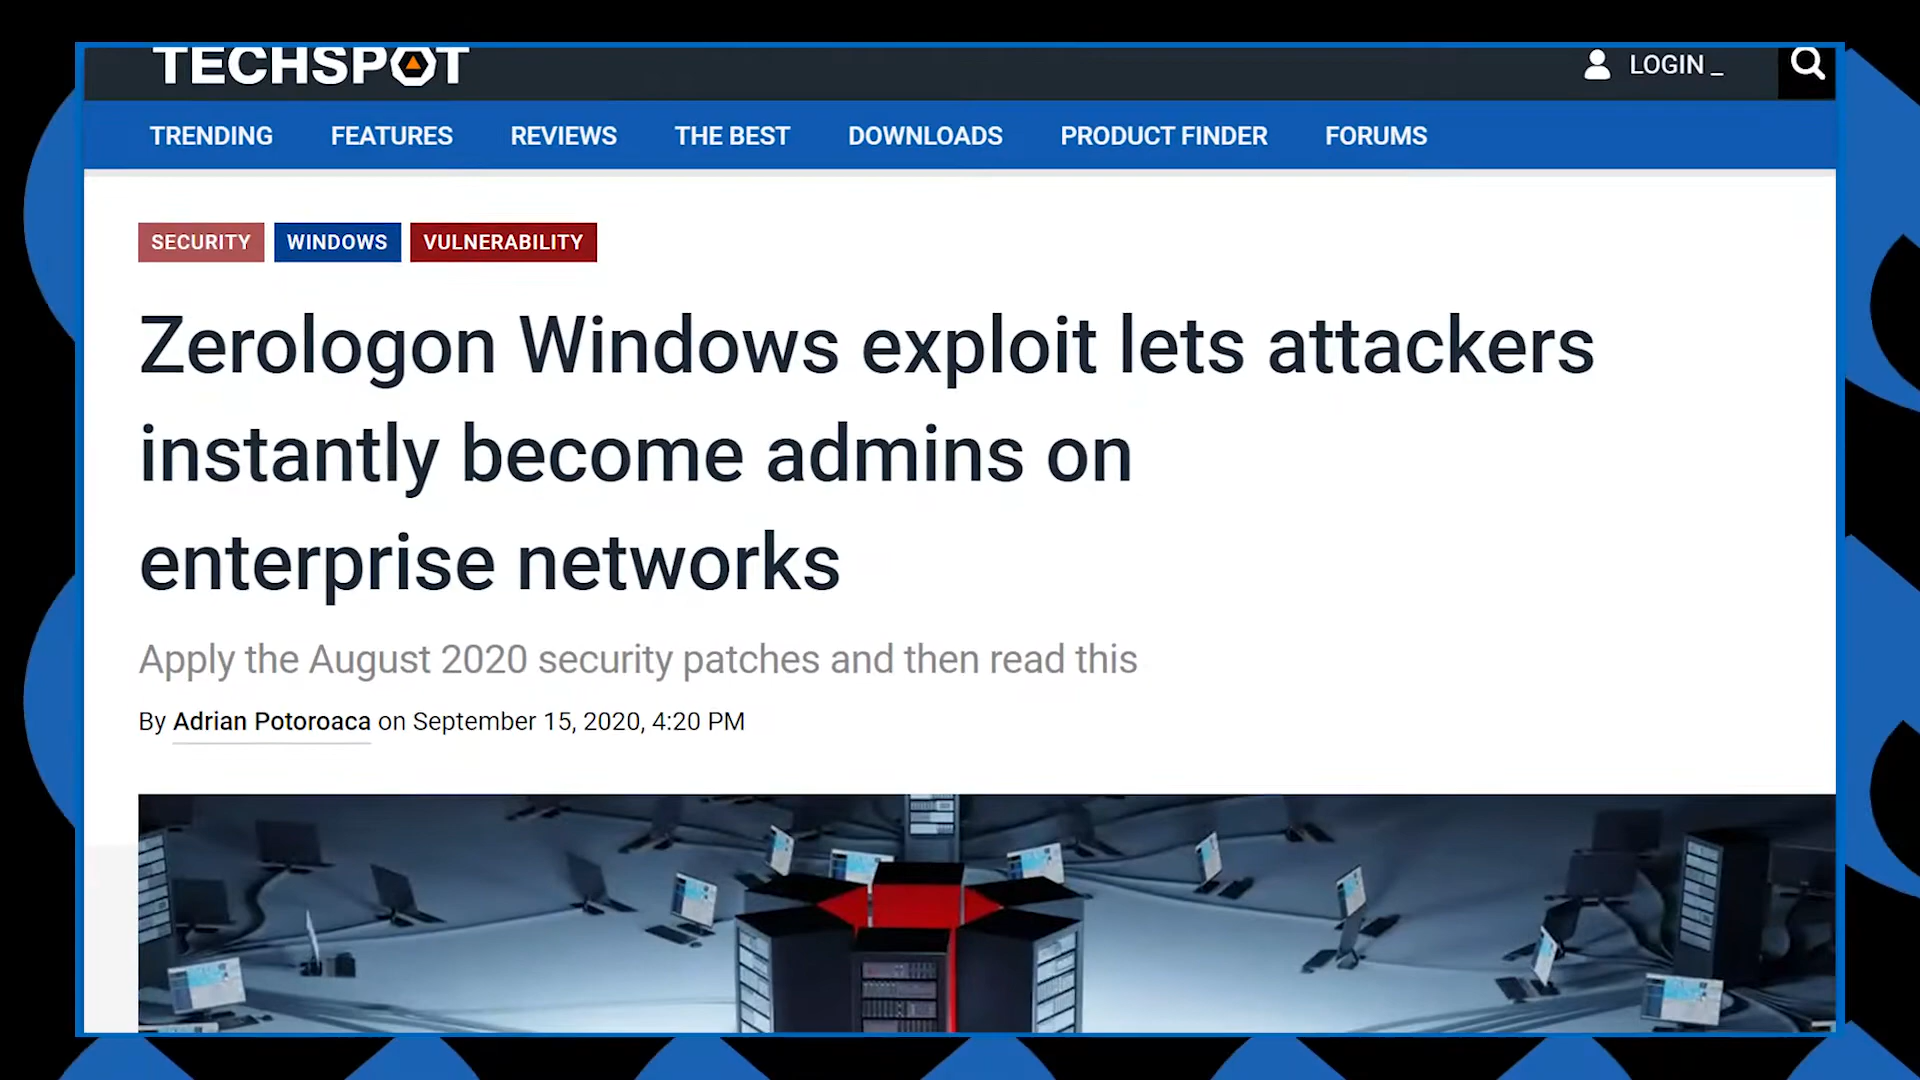 TECHSPOT
LOGIN _
TRENDING FEATURES REVIEWS THE BEST DOWNLOADS PRODUCT FINDER FORUMS
SECURITY WINDOWS VULNERABILITY
Zerologon Windows exploit lets attackers
instantly become admins on
enterprise networks
Apply the August 2020 security patches and then read this
By Adrian Potoroaca on September 15, 2020, 4:20 PM